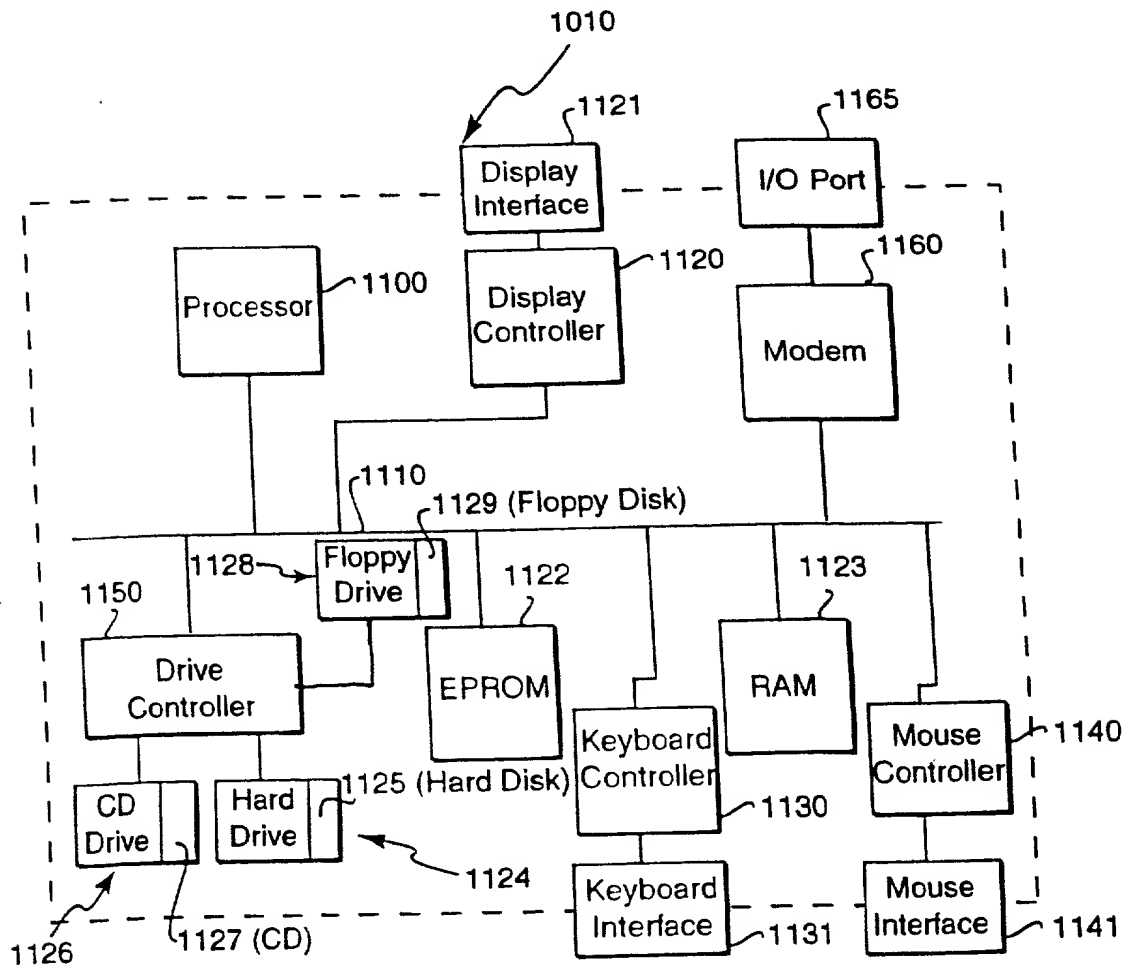 1010
1121
1165
Display
Interface
I/O Port
1120
1160
Processor
1100
Display
Controller
Modem
1110
1129 (Floppy Disk)
1128
Floppy
Drive
1122
1123
1150
Drive
Controller
EPROM
RAM
Keyboard
Controller
Mouse
Controller
1140
1125 (Hard Disk)
CD
Drive
Hard
Drive
1130
1124
Keyboard
Interface
Mouse
Interface
1126
1127 (CD)
1131
1141